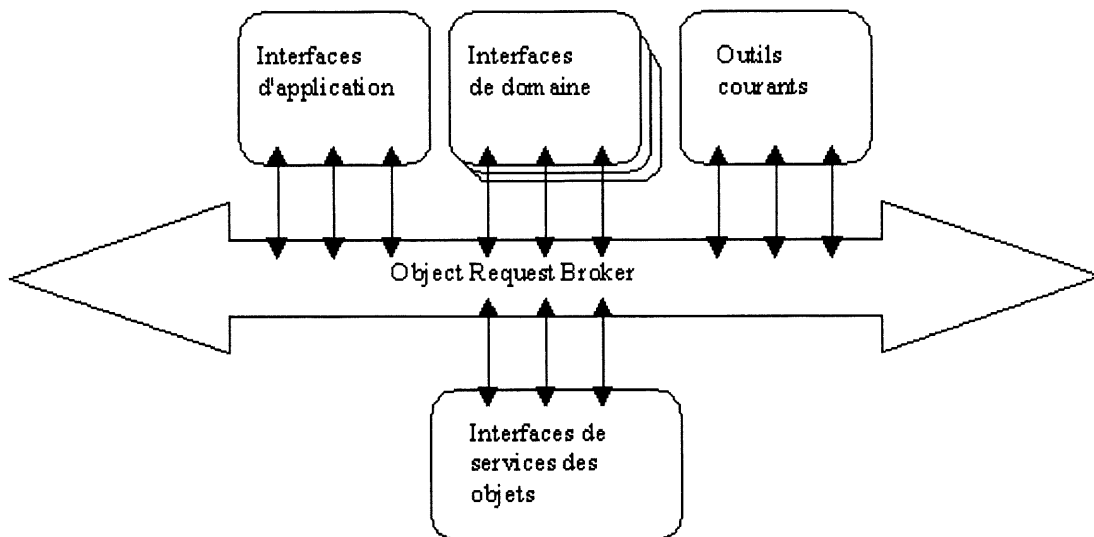 Interfaces
d'application
Interfaces
de domaine
Outils
courants
Object Request Broker
Interfaces de
services des
objets